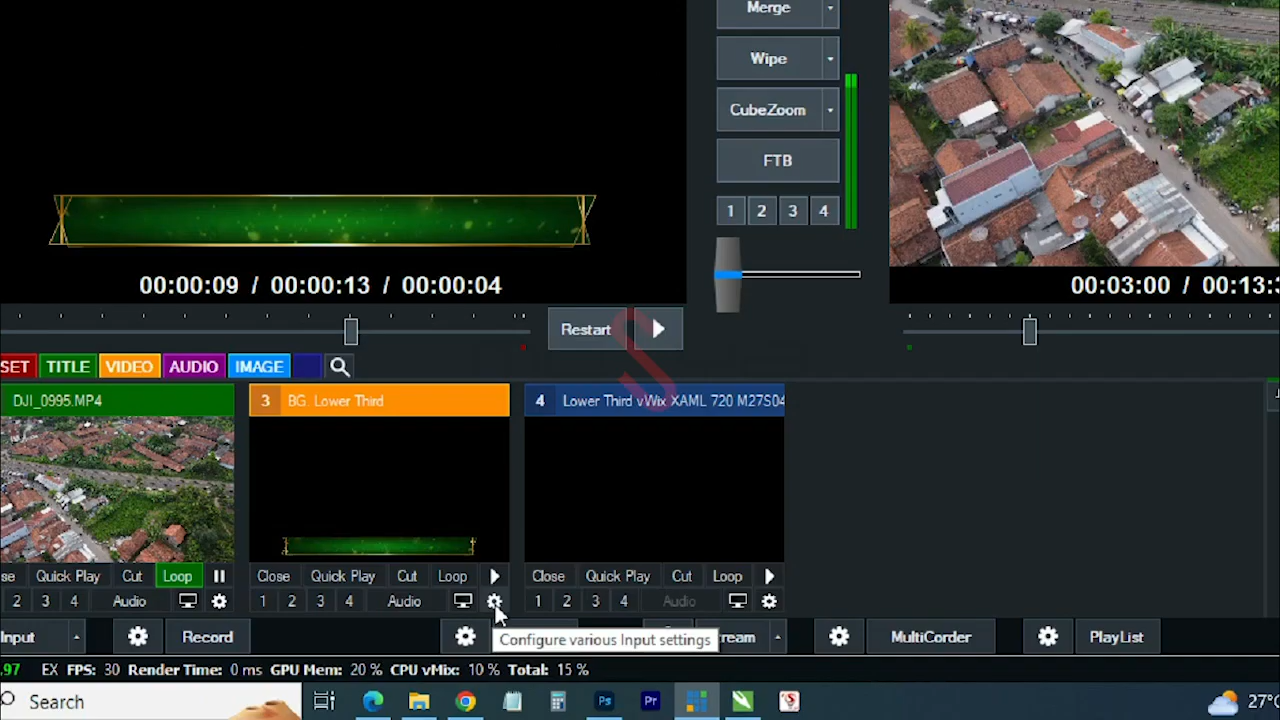 Merge
Wipe
CubeZoom
FTB
1 2 3 4
00:00:09 / 00:00:13 / 00:00:04
00:03:00 / 00:13:3
Restart
SET TITLE VIDEO AUDIO IMAGE
DJI_0995.MP4
3 BG. Lower Third
4 Lower Third vWix XAML 720 M27S04
se Quick Play Cut Loop
Close Quick Play Cut Loop
Close Quick Play Cut Loop
2 3 4 Audio
1 2 3 4 Audio
1 2 3 4 Audio
Input Record ream MultiCorder PlayList
Configure various Input settings
.97 EX FPS: 30 Render Time: 0 ms GPU Mem: 20 % CPU vMix: 10 % Total: 15 %
Search Ps Pr 27°